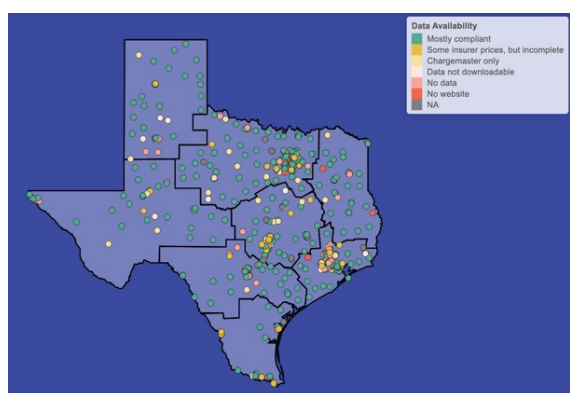 Data Availability
Mostly compliant
Some insurer prices, but incomplete
Chargemaster only
Data not downloadable
No data
No website
NA